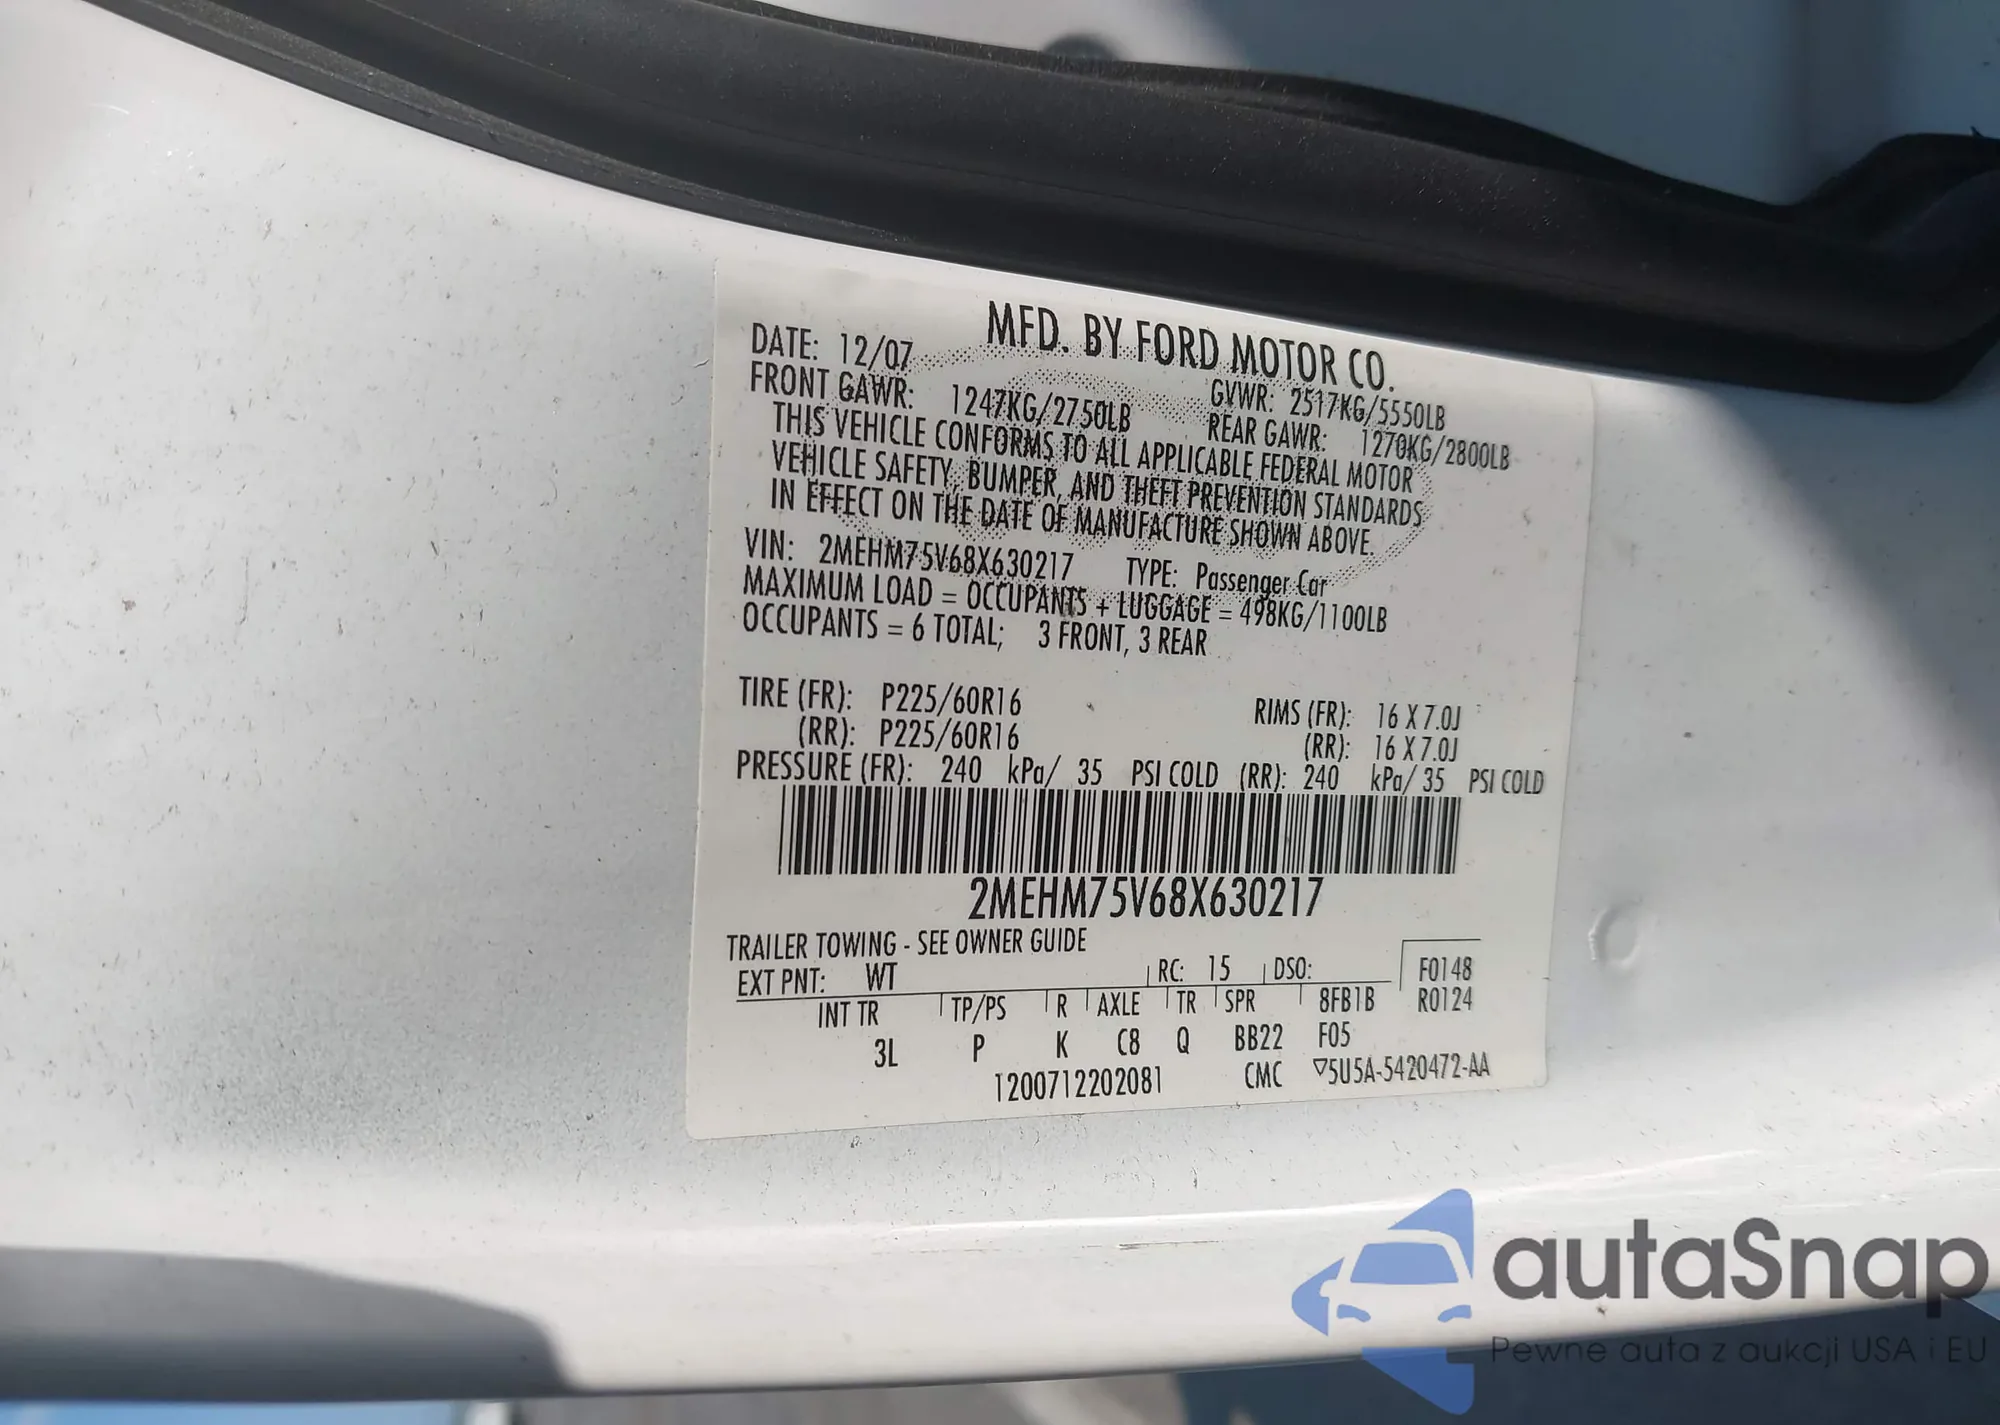 MFD. BY FORD MOTOR CO.
DATE: 12/07 GVWR: 2517KG/5550LB
FRONT GAWR: 1247KG/2750LB REAR GAWR: 1270KG/2800LB
THIS VEHICLE CONFORMS TO ALL APPLICABLE FEDERAL MOTOR
VEHICLE SAFETY, BUMPER, AND THEFT PREVENTION STANDARDS
IN EFFECT ON THE DATE OF MANUFACTURE SHOWN ABOVE.
VIN: 2MEHM75V68X630217 TYPE: Passenger Car
MAXIMUM LOAD = OCCUPANTS + LUGGAGE = 498KG/1100LB
OCCUPANTS = 6 TOTAL; 3 FRONT, 3 REAR
TIRE (FR): P225/60R16 RIMS (FR): 16 X 7.0J
(RR): P225/60R16 (RR): 16 X 7.0J
PRESSURE (FR): 240 kPa/ 35 PSI COLD (RR): 240 kPa/ 35 PSI COLD
2MEHM75V68X630217
TRAILER TOWING - SEE OWNER GUIDE
EXT PNT: WT RC: 15 DSO: F0148
INT TR TP/PS R AXLE TR SPR 8FB1B R0124
3L P K C8 Q BB22 F05
1200712202081 CMC ▽5U5A-5420472-AA
autaSnap
Pewne auta z aukcji USA i EU